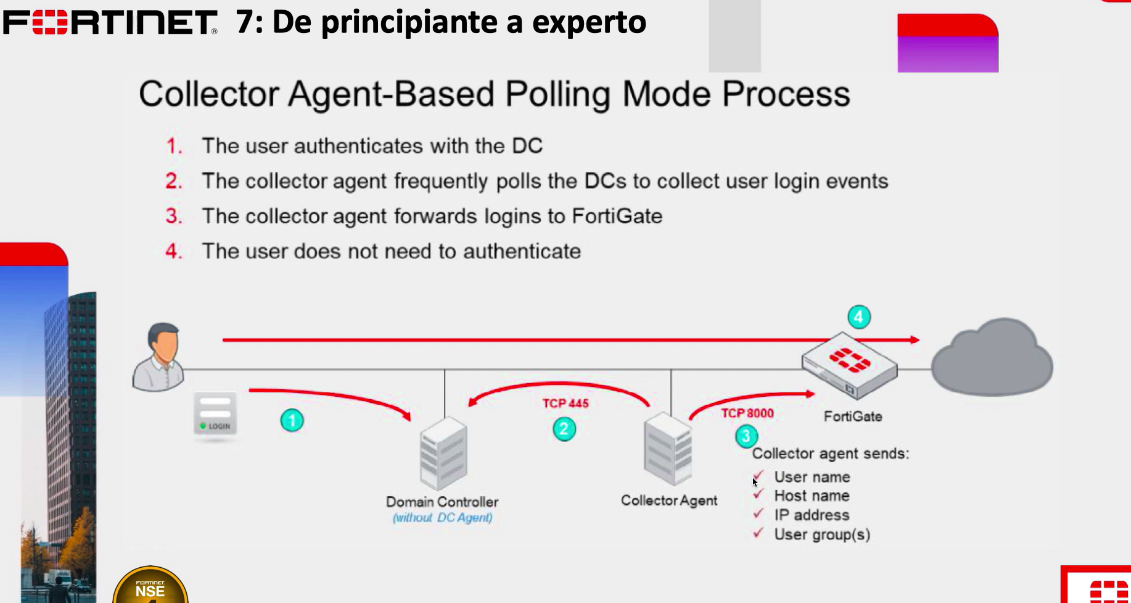 FORTINET® 7: De principiante a experto
Collector Agent-Based Polling Mode Process
1. The user authenticates with the DC
2. The collector agent frequently polls the DCs to collect user login events
3. The collector agent forwards logins to FortiGate
4. The user does not need to authenticate
4
TCP 445
TCP 8000
FortiGate
LOGIN
1
2
3
Collector agent sends:
✓ User name
✓ Host name
✓ IP address
✓ User group(s)
Domain Controller
(without DC Agent)
Collector Agent
FORTINET
NSE